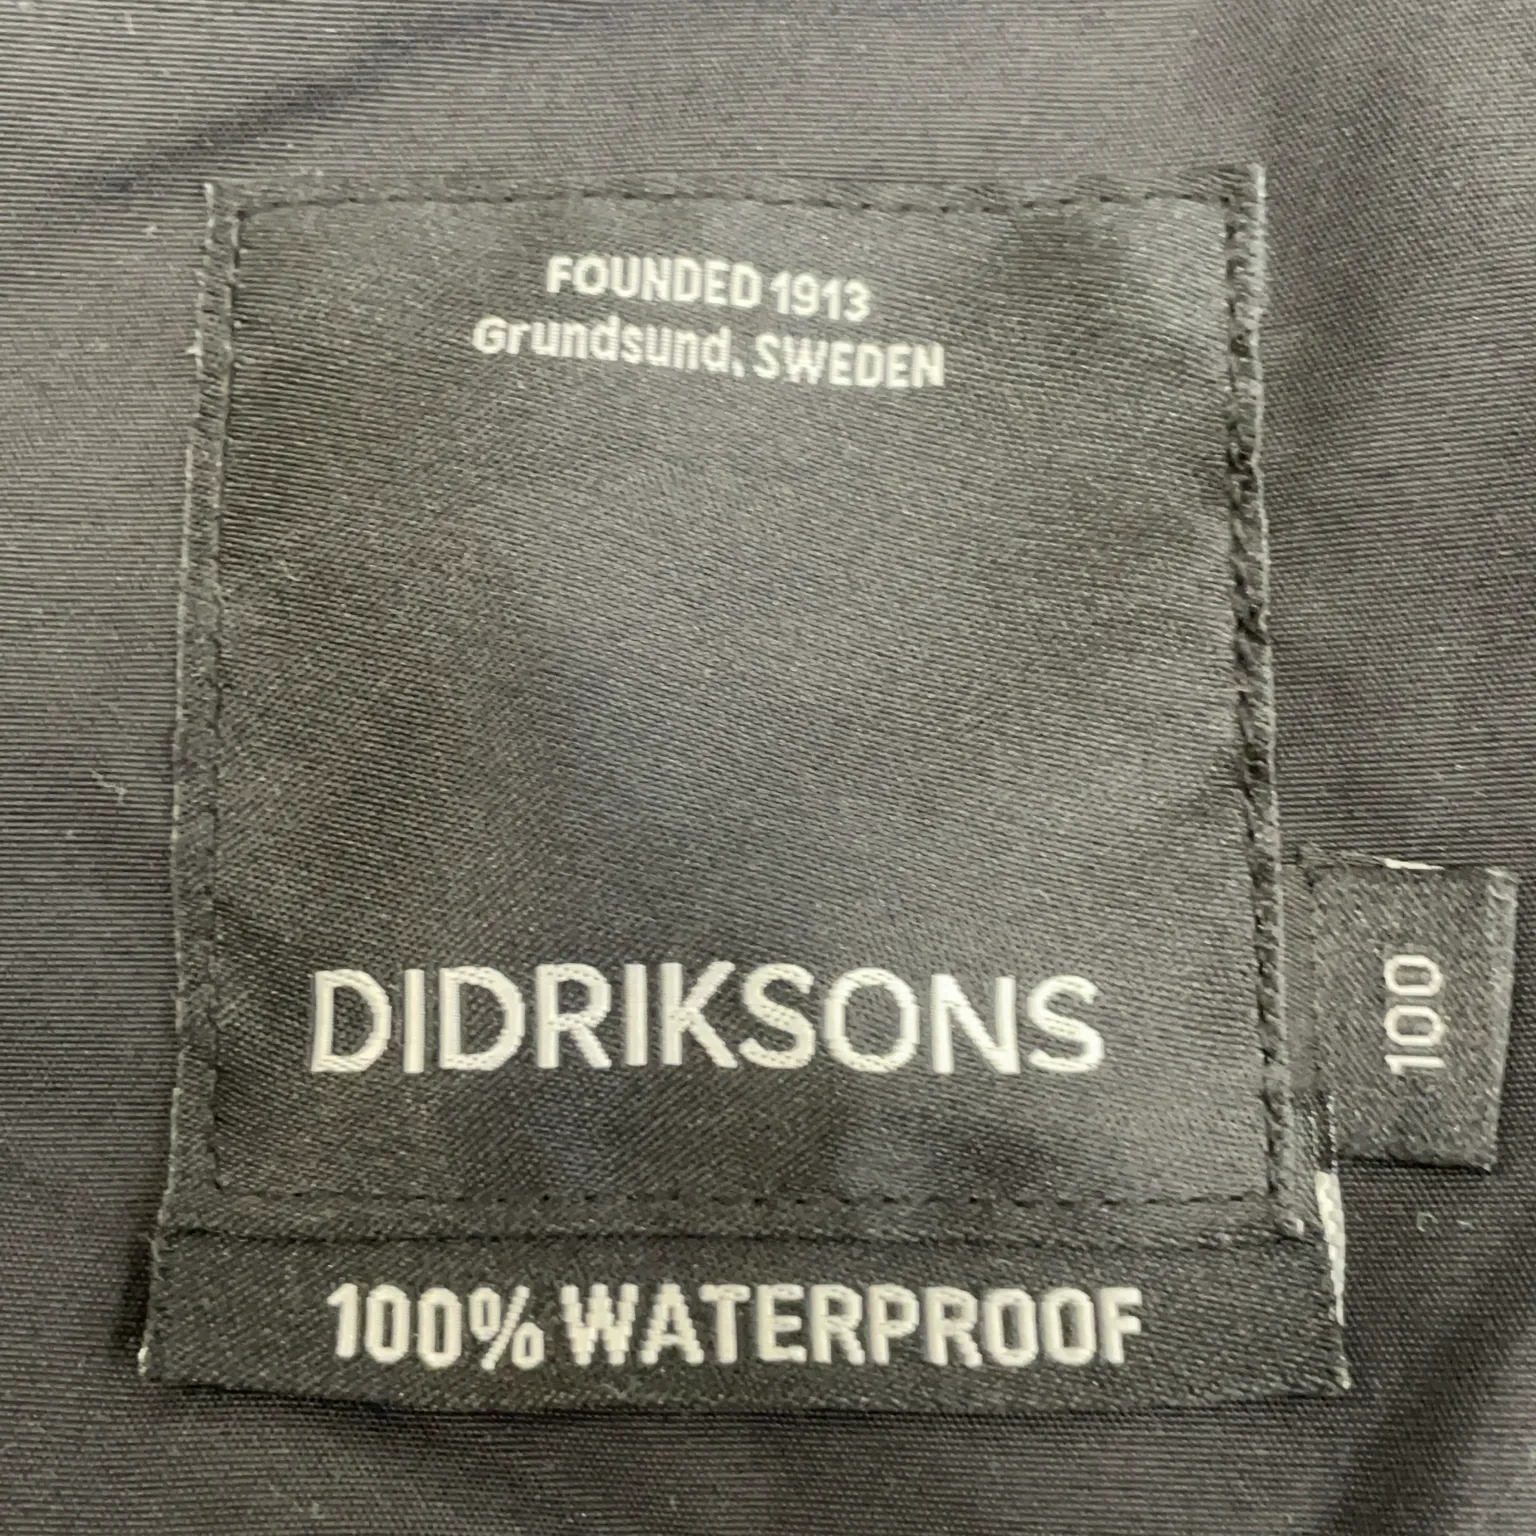 FOUNDED 1913
Grundsund, SWEDEN
DIDRIKSONS
100
100% WATERPROOF